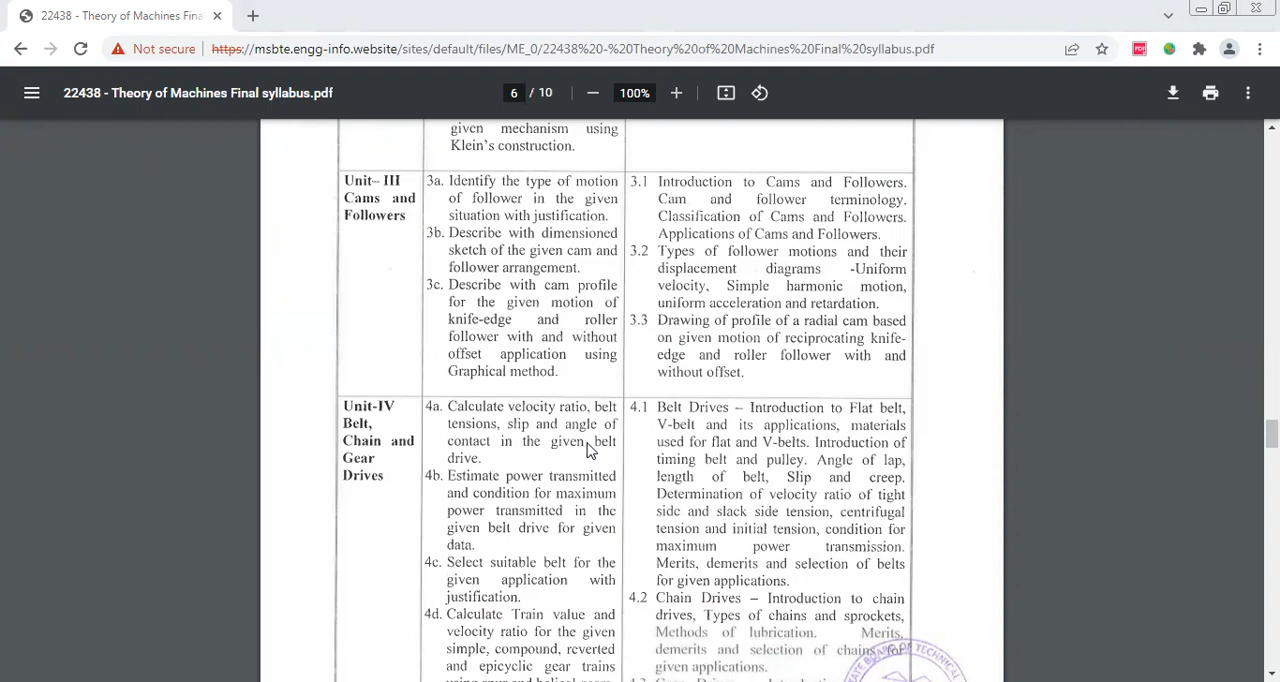 22438 - Theory of Machines Fina
Not secure
https://msbte.engg-info.website/sites/default/files/ME_0/22438%20-%20Theory%20of%20Machines%20Final%20syllabus.pdf
PDF
22438 - Theory of Machines Final syllabus.pdf
6 / 10
100%
given mechanism using
Klein's construction.
Unit– III
Cams and
Followers
3a. Identify the type of motion
of follower in the given
situation with justification.
3b. Describe with dimensioned
sketch of the given cam and
follower arrangement.
3c. Describe with cam profile
for the given motion of
knife-edge and roller
follower with and without
offset application using
Graphical method.
3.1 Introduction to Cams and Followers.
Cam and follower terminology.
Classification of Cams and Followers.
Applications of Cams and Followers.
3.2 Types of follower motions and their
displacement diagrams -Uniform
velocity, Simple harmonic motion,
uniform acceleration and retardation.
3.3 Drawing of profile of a radial cam based
on given motion of reciprocating knife-
edge and roller follower with and
without offset.
Unit-IV
Belt,
Chain and
Gear
Drives
4a. Calculate velocity ratio, belt
tensions, slip and angle of
contact in the given belt
drive.
4b. Estimate power transmitted
and condition for maximum
power transmitted in the
given belt drive for given
data.
4c. Select suitable belt for the
given application with
justification.
4d. Calculate Train value and
velocity ratio for the given
simple, compound, reverted
and epicyclic gear trains
4.1 Belt Drives – Introduction to Flat belt,
V-belt and its applications, materials
used for flat and V-belts. Introduction of
timing belt and pulley. Angle of lap,
length of belt, Slip and creep.
Determination of velocity ratio of tight
side and slack side tension, centrifugal
tension and initial tension, condition for
maximum power transmission.
Merits, demerits and selection of belts
for given applications.
4.2 Chain Drives – Introduction to chain
drives, Types of chains and sprockets,
Methods of lubrication. Merits,
demerits and selection of chains for
given applications.
BOARD OF TECHNICAL